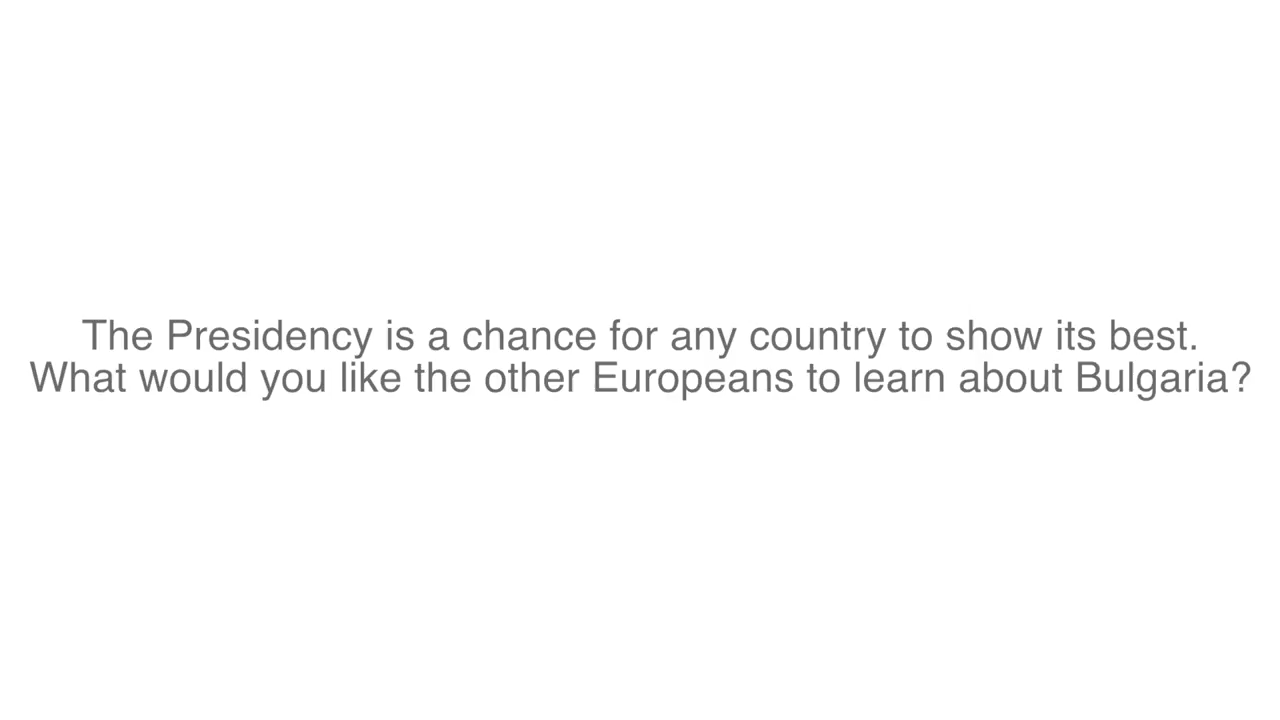 The Presidency is a chance for any country to show its best.
What would you like the other Europeans to learn about Bulgaria?